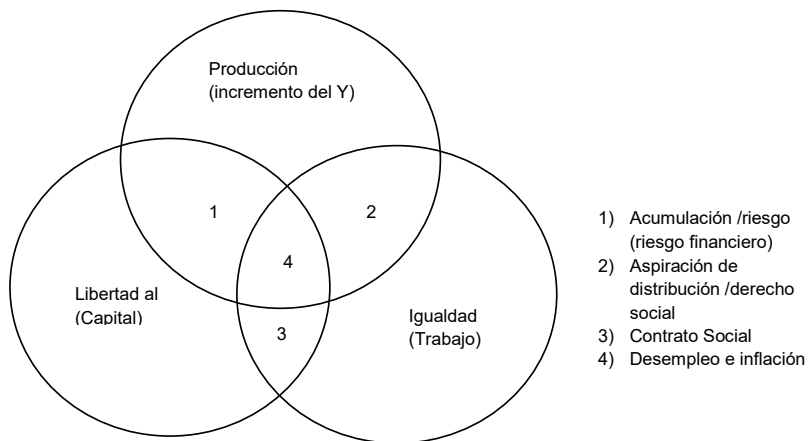 Producción
(incremento del Y)
1
2
4
Libertad al
(Capital)
3
Igualdad
(Trabajo)
1) Acumulación /riesgo
(riesgo financiero)
2) Aspiración de
distribución /derecho
social
3) Contrato Social
4) Desempleo e inflación